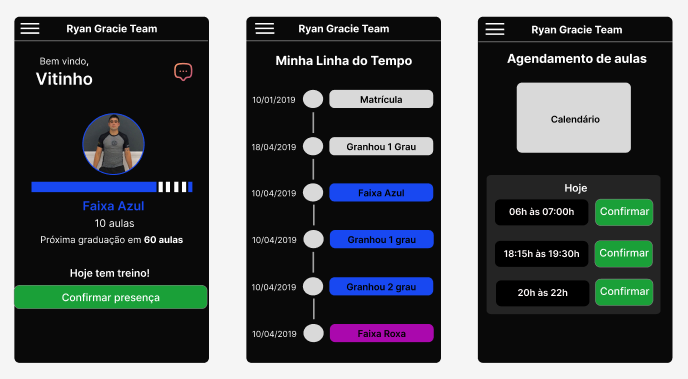 Ryan Gracie Team
Bem vindo,
Vitinho
Faixa Azul
10 aulas
Próxima graduação em 60 aulas
Hoje tem treino!
Confirmar presença
Ryan Gracie Team
Minha Linha do Tempo
10/01/2019 Matrícula
18/04/2019 Granhou 1 Grau
10/04/2019 Faixa Azul
10/04/2019 Granhou 1 grau
10/04/2019 Granhou 2 grau
10/04/2019 Faixa Roxa
Ryan Gracie Team
Agendamento de aulas
Calendário
Hoje
06h às 07:00h Confirmar
18:15h às 19:30h Confirmar
20h às 22h Confirmar